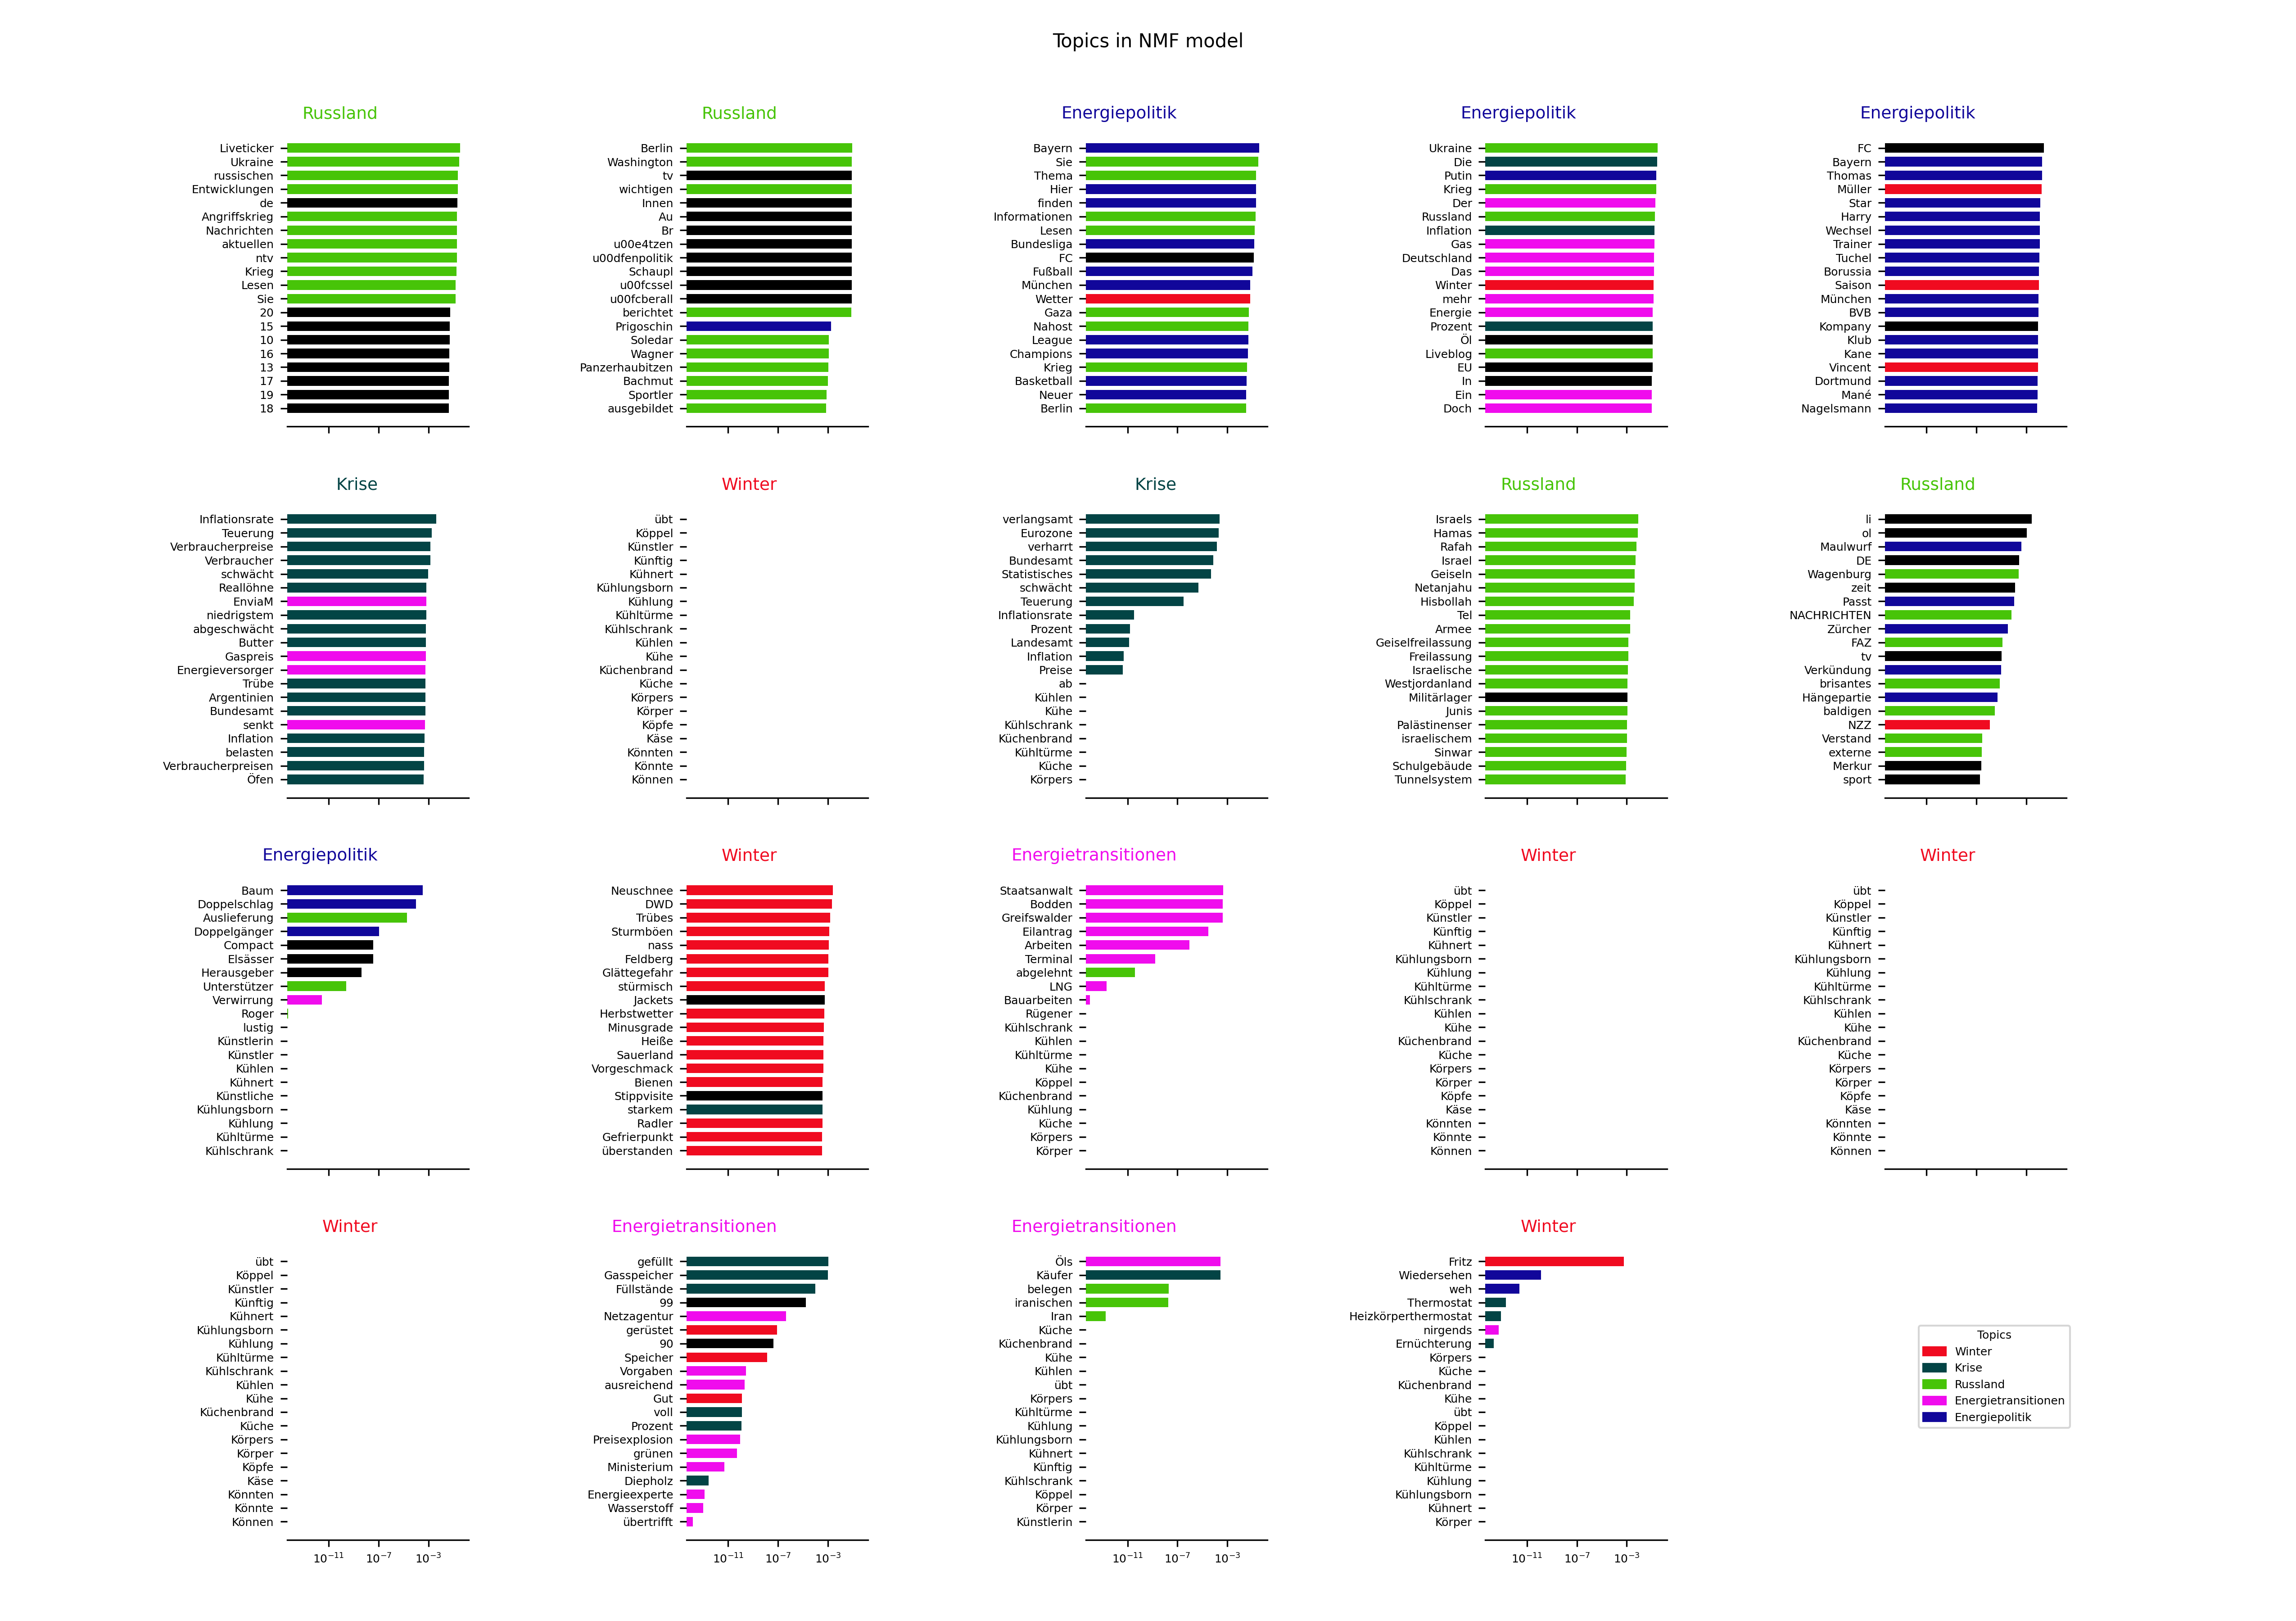 Topics in NMF model
Russland
Liveticker
Ukraine
russischen
Entwicklungen
de
Angriffskrieg
Nachrichten
aktuellen
ntv
Krieg
Lesen
Sie
20
15
10
16
13
17
19
18
Russland
Berlin
Washington
tv
wichtigen
Innen
Au
Br
u00e4tzen
u00dfenpolitik
Schaupl
u00fcssel
u00fcberall
berichtet
Prigoschin
Soledar
Wagner
Panzerhaubitzen
Bachmut
Sportler
ausgebildet
Energiepolitik
Bayern
Sie
Thema
Hier
finden
Informationen
Lesen
Bundesliga
FC
Fußball
München
Wetter
Gaza
Nahost
League
Champions
Krieg
Basketball
Neuer
Berlin
Energiepolitik
Ukraine
Die
Putin
Krieg
Der
Russland
Inflation
Gas
Deutschland
Das
Winter
mehr
Energie
Prozent
Öl
Liveblog
EU
In
Ein
Doch
Energiepolitik
FC
Bayern
Thomas
Müller
Star
Harry
Wechsel
Trainer
Tuchel
Borussia
Saison
München
BVB
Kompany
Klub
Kane
Vincent
Dortmund
Mané
Nagelsmann
Krise
Inflationsrate
Teuerung
Verbraucherpreise
Verbraucher
schwächt
Reallöhne
EnviaM
niedrigstem
abgeschwächt
Butter
Gaspreis
Energieversorger
Trübe
Argentinien
Bundesamt
senkt
Inflation
belasten
Verbraucherpreisen
Öfen
Winter
übt
Köppel
Künstler
Künftig
Kühnert
Kühlungsborn
Kühlung
Kühltürme
Kühlschrank
Kühlen
Kühe
Küchenbrand
Küche
Körpers
Körper
Köpfe
Käse
Könnten
Könnte
Können
Krise
verlangsamt
Eurozone
verharrt
Bundesamt
Statistisches
schwächt
Teuerung
Inflationsrate
Prozent
Landesamt
Inflation
Preise
ab
Kühlen
Kühe
Kühlschrank
Küchenbrand
Kühltürme
Küche
Körpers
Russland
Israels
Hamas
Rafah
Israel
Geiseln
Netanjahu
Hisbollah
Tel
Armee
Geiselfreilassung
Freilassung
Israelische
Westjordanland
Militärlager
Junis
Palästinenser
israelischem
Sinwar
Schulgebäude
Tunnelsystem
Russland
li
ol
Maulwurf
DE
Wagenburg
zeit
Passt
NACHRICHTEN
Zürcher
FAZ
tv
Verkündung
brisantes
Hängepartie
baldigen
NZZ
Verstand
externe
Merkur
sport
Energiepolitik
Baum
Doppelschlag
Auslieferung
Doppelgänger
Compact
Elsässer
Herausgeber
Unterstützer
Verwirrung
Roger
lustig
Künstlerin
Künstler
Kühlen
Kühnert
Künstliche
Kühlungsborn
Kühlung
Kühltürme
Kühlschrank
Winter
Neuschnee
DWD
Trübes
Sturmböen
nass
Feldberg
Glättegefahr
stürmisch
Jackets
Herbstwetter
Minusgrade
Heiße
Sauerland
Vorgeschmack
Bienen
Stippvisite
starkem
Radler
Gefrierpunkt
überstanden
Energietransitionen
Staatsanwalt
Bodden
Greifswalder
Eilantrag
Arbeiten
Terminal
abgelehnt
LNG
Bauarbeiten
Rügener
Kühlschrank
Kühlen
Kühltürme
Kühe
Köppel
Küchenbrand
Kühlung
Küche
Körpers
Körper
Winter
übt
Köppel
Künstler
Künftig
Kühnert
Kühlungsborn
Kühlung
Kühltürme
Kühlschrank
Kühlen
Kühe
Küchenbrand
Küche
Körpers
Körper
Köpfe
Käse
Könnten
Könnte
Können
Winter
übt
Köppel
Künstler
Künftig
Kühnert
Kühlungsborn
Kühlung
Kühltürme
Kühlschrank
Kühlen
Kühe
Küchenbrand
Küche
Körpers
Körper
Köpfe
Käse
Könnten
Könnte
Können
Winter
übt
Köppel
Künstler
Künftig
Kühnert
Kühlungsborn
Kühlung
Kühltürme
Kühlschrank
Kühlen
Kühe
Küchenbrand
Küche
Körpers
Körper
Köpfe
Käse
Könnten
Könnte
Können
10⁻¹¹ 10⁻⁷ 10⁻³
Energietransitionen
gefüllt
Gasspeicher
Füllstände
99
Netzagentur
gerüstet
90
Speicher
Vorgaben
ausreichend
Gut
voll
Prozent
Preisexplosion
grünen
Ministerium
Diepholz
Energieexperte
Wasserstoff
übertrifft
10⁻¹¹ 10⁻⁷ 10⁻³
Energietransitionen
Öls
Käufer
belegen
iranischen
Iran
Küche
Küchenbrand
Kühe
Kühlen
übt
Körpers
Kühltürme
Kühlung
Kühlungsborn
Kühnert
Künftig
Kühlschrank
Köppel
Körper
Künstlerin
10⁻¹¹ 10⁻⁷ 10⁻³
Winter
Fritz
Wiedersehen
weh
Thermostat
Heizkörperthermostat
nirgends
Ernüchterung
Körpers
Küche
Küchenbrand
Kühe
übt
Köppel
Kühlen
Kühlschrank
Kühltürme
Kühlung
Kühlungsborn
Kühnert
Körper
10⁻¹¹ 10⁻⁷ 10⁻³
Topics
Winter
Krise
Russland
Energietransitionen
Energiepolitik